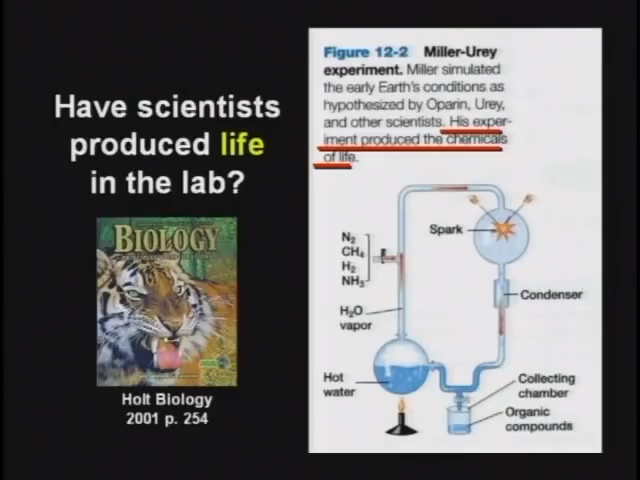 Have scientists
produced life
in the lab?
BIOLOGY
Holt Biology
2001 p. 254
Figure 12-2 Miller-Urey
experiment. Miller simulated
the early Earth's conditions as
hypothesized by Oparin, Urey,
and other scientists. His exper-
iment produced the chemicals
of life.
N2
CH4
H2
NH3
H2O
vapor
Hot
water
Spark
Condenser
Collecting
chamber
Organic
compounds